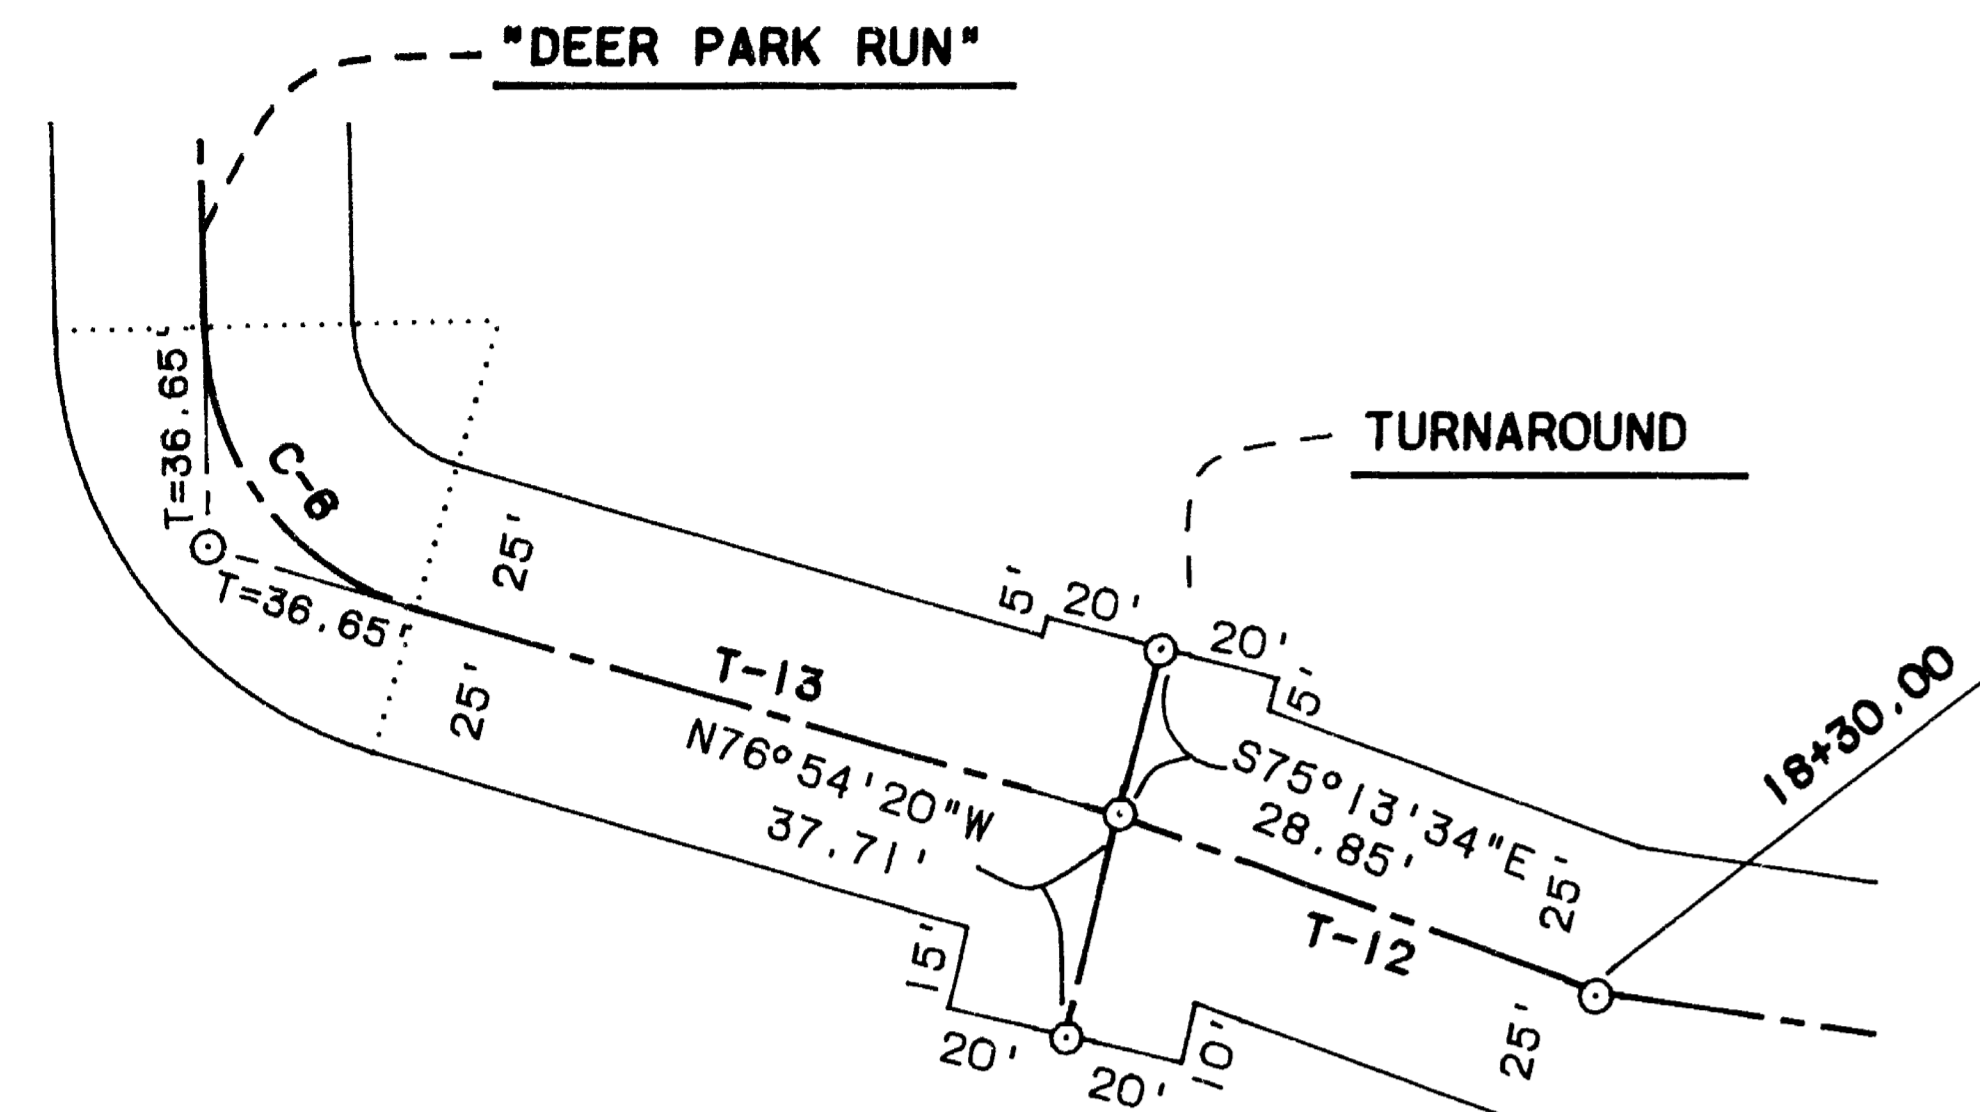 "DEER PARK RUN"
T=36.65'
C-6
T=36.65'
25'
25'
TURNAROUND
5'
20'
20'
5'
T-13
N76°54'20"W
37.71'
S75°13'34"E
28.85'
18+30.00
25'
T-12
15'
20'
20'
10'
25'